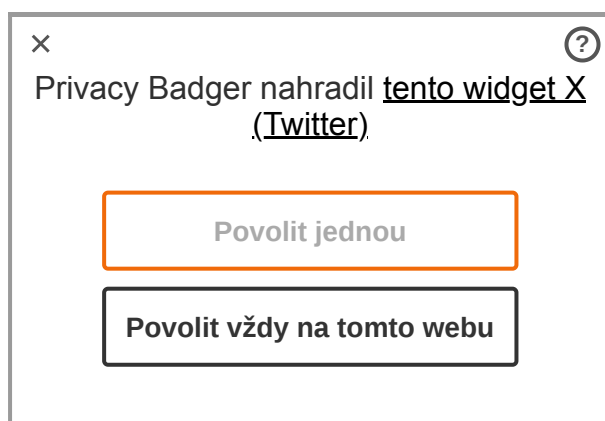 ×
?
Privacy Badger nahradil tento widget X
(Twitter)
Povolit jednou
Povolit vždy na tomto webu